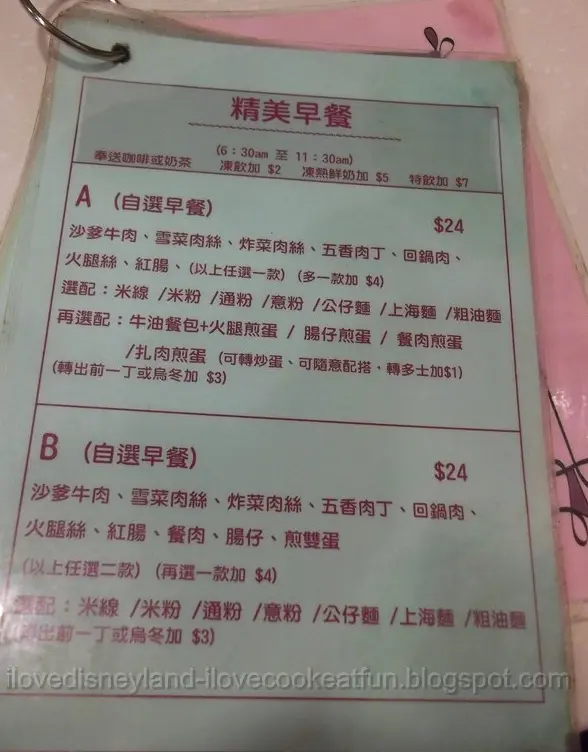 精美早餐
(6：30am 至 11：30am)
奉送咖啡或奶茶 凍飲加 $2 凍熱鮮奶加 $5 特飲加 $7
A (自選早餐) $24
沙爹牛肉、雪菜肉絲、炸菜肉絲、五香肉丁、回鍋肉、
火腿絲、紅腸、(以上任選一款) (多一款加 $4)
選配：米線 /米粉 /通粉 /意粉 /公仔麵 /上海麵 /粗油麵
再選配：牛油餐包+火腿煎蛋 / 腸仔煎蛋 / 餐肉煎蛋
/扎肉煎蛋 (可轉炒蛋、可隨意配搭，轉多士加$1)
(轉出前一丁或烏冬加 $3)
B (自選早餐) $24
沙爹牛肉、雪菜肉絲、炸菜肉絲、五香肉丁、回鍋肉、
火腿絲、紅腸、餐肉、腸仔、煎雙蛋
(以上任選二款) (再選一款加 $4)
選配：米線 /米粉 /通粉 /意粉 /公仔麵 /上海麵 /粗油麵
(轉出前一丁或烏冬加 $3)
ilovedisneyland-ilovecookeatfun.blogspot.com